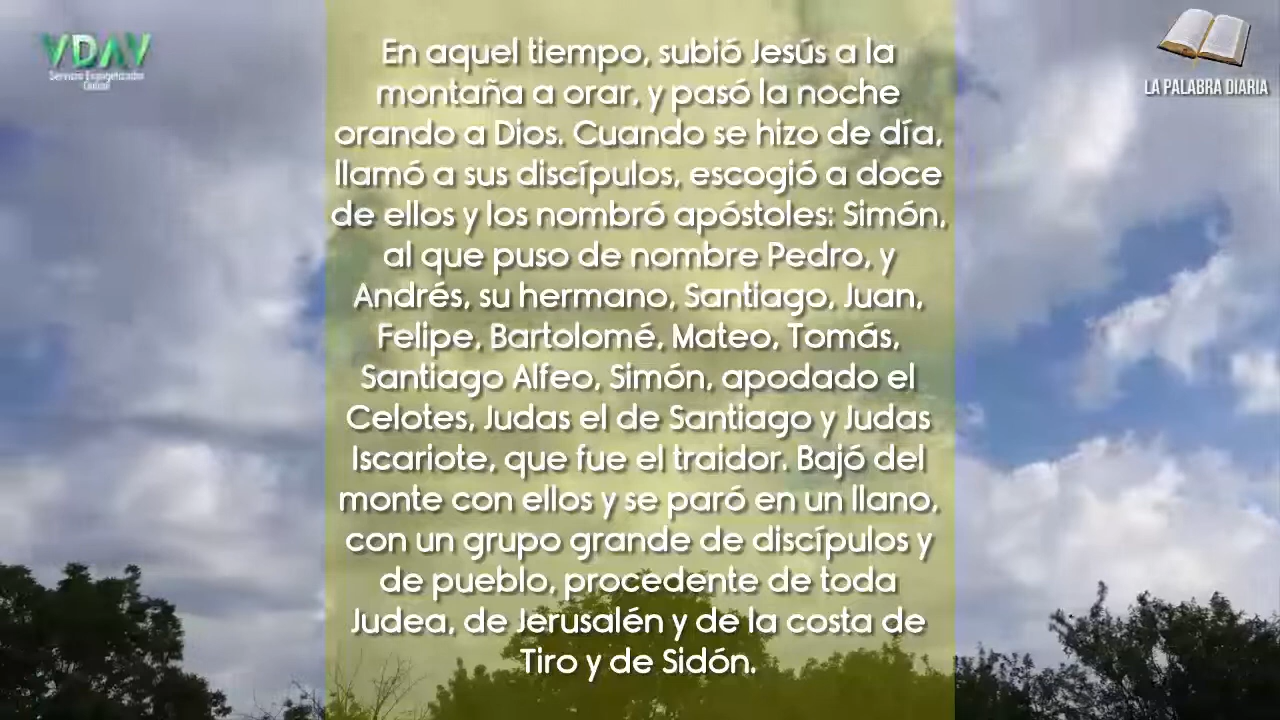 VDAV
Servicio Evangelizador
LA PALABRA DIARIA
En aquel tiempo, subió Jesús a la
montaña a orar, y pasó la noche
orando a Dios. Cuando se hizo de día,
llamó a sus discípulos, escogió a doce
de ellos y los nombró apóstoles: Simón,
al que puso de nombre Pedro, y
Andrés, su hermano, Santiago, Juan,
Felipe, Bartolomé, Mateo, Tomás,
Santiago Alfeo, Simón, apodado el
Celotes, Judas el de Santiago y Judas
Iscariote, que fue el traidor. Bajó del
monte con ellos y se paró en un llano,
con un grupo grande de discípulos y
de pueblo, procedente de toda
Judea, de Jerusalén y de la costa de
Tiro y de Sidón.